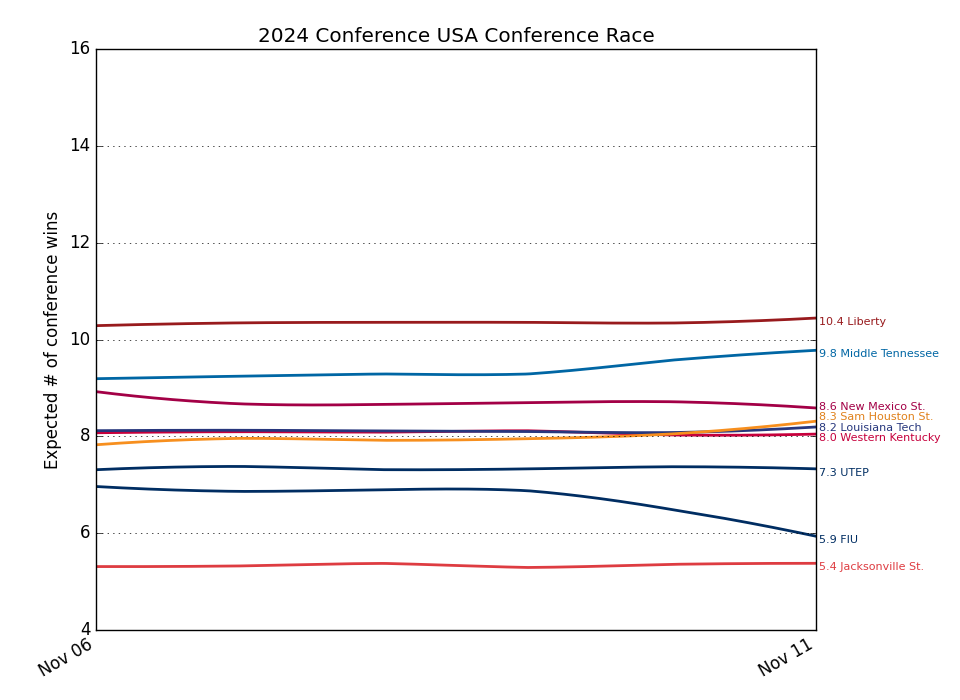 2024 Conference USA Conference Race
Expected # of conference wins
16
14
12
10
8
6
4
Nov 06
Nov 11
10.4 Liberty
9.8 Middle Tennessee
8.6 New Mexico St.
8.3 Sam Houston St.
8.2 Louisiana Tech
8.0 Western Kentucky
7.3 UTEP
5.9 FIU
5.4 Jacksonville St.